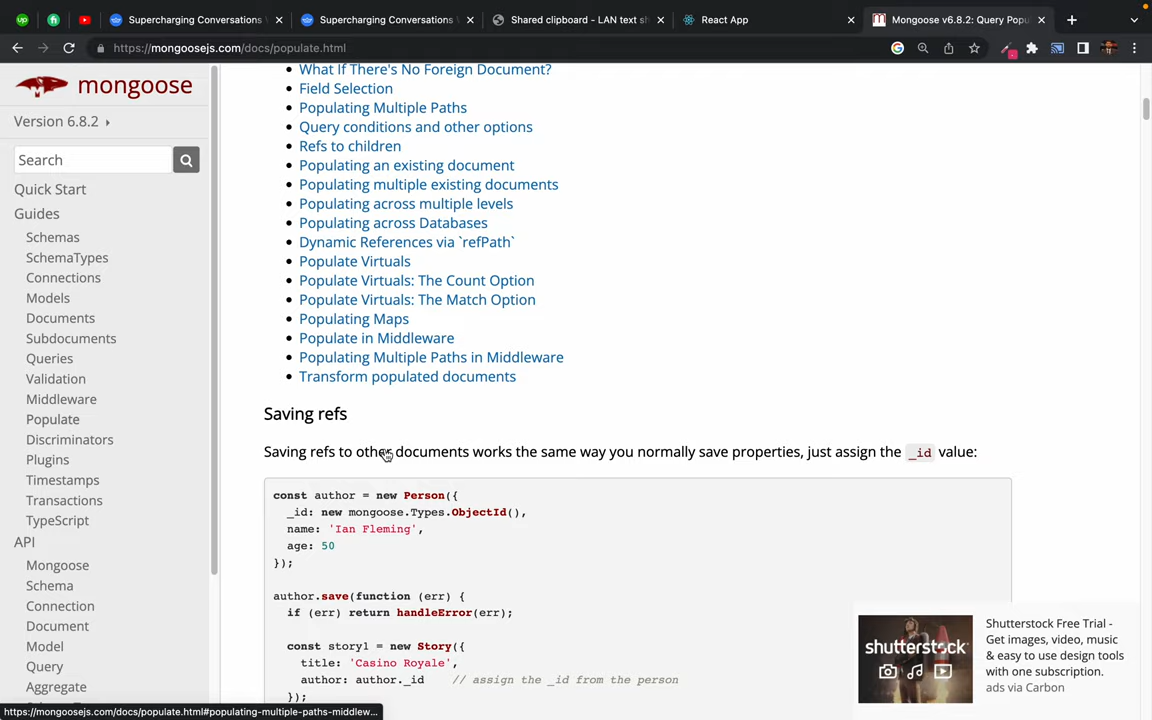 Supercharging Conversations
Supercharging Conversations
Shared clipboard - LAN text sh
React App
Mongoose v6.8.2: Query Popu
https://mongoosejs.com/docs/populate.html
mongoose
Version 6.8.2
Search
Quick Start
Guides
Schemas
SchemaTypes
Connections
Models
Documents
Subdocuments
Queries
Validation
Middleware
Populate
Discriminators
Plugins
Timestamps
Transactions
TypeScript
API
Mongoose
Schema
Connection
Document
Model
Query
Aggregate
What If There's No Foreign Document?
Field Selection
Populating Multiple Paths
Query conditions and other options
Refs to children
Populating an existing document
Populating multiple existing documents
Populating across multiple levels
Populating across Databases
Dynamic References via `refPath`
Populate Virtuals
Populate Virtuals: The Count Option
Populate Virtuals: The Match Option
Populating Maps
Populate in Middleware
Populating Multiple Paths in Middleware
Transform populated documents
Saving refs
Saving refs to other documents works the same way you normally save properties, just assign the _id value:
const author = new Person({
_id: new mongoose.Types.ObjectId(),
name: 'Ian Fleming',
age: 50
});
author.save(function (err) {
if (err) return handleError(err);
const story1 = new Story({
title: 'Casino Royale',
author: author._id // assign the _id from the person
});
shutterstock
Shutterstock Free Trial -
Get images, video, music
& easy to use design tools
with one subscription.
ads via Carbon
https://mongoosejs.com/docs/populate.html#populating-multiple-paths-middlew...